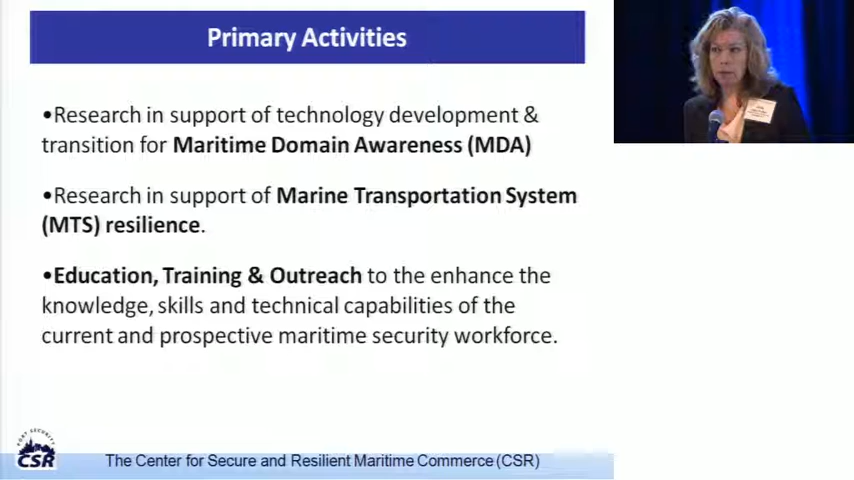 Primary Activities
•Research in support of technology development &
transition for Maritime Domain Awareness (MDA)
•Research in support of Marine Transportation System
(MTS) resilience.
•Education, Training & Outreach to the enhance the
knowledge, skills and technical capabilities of the
current and prospective maritime security workforce.
PORT SECURITY
CSR
The Center for Secure and Resilient Maritime Commerce (CSR)